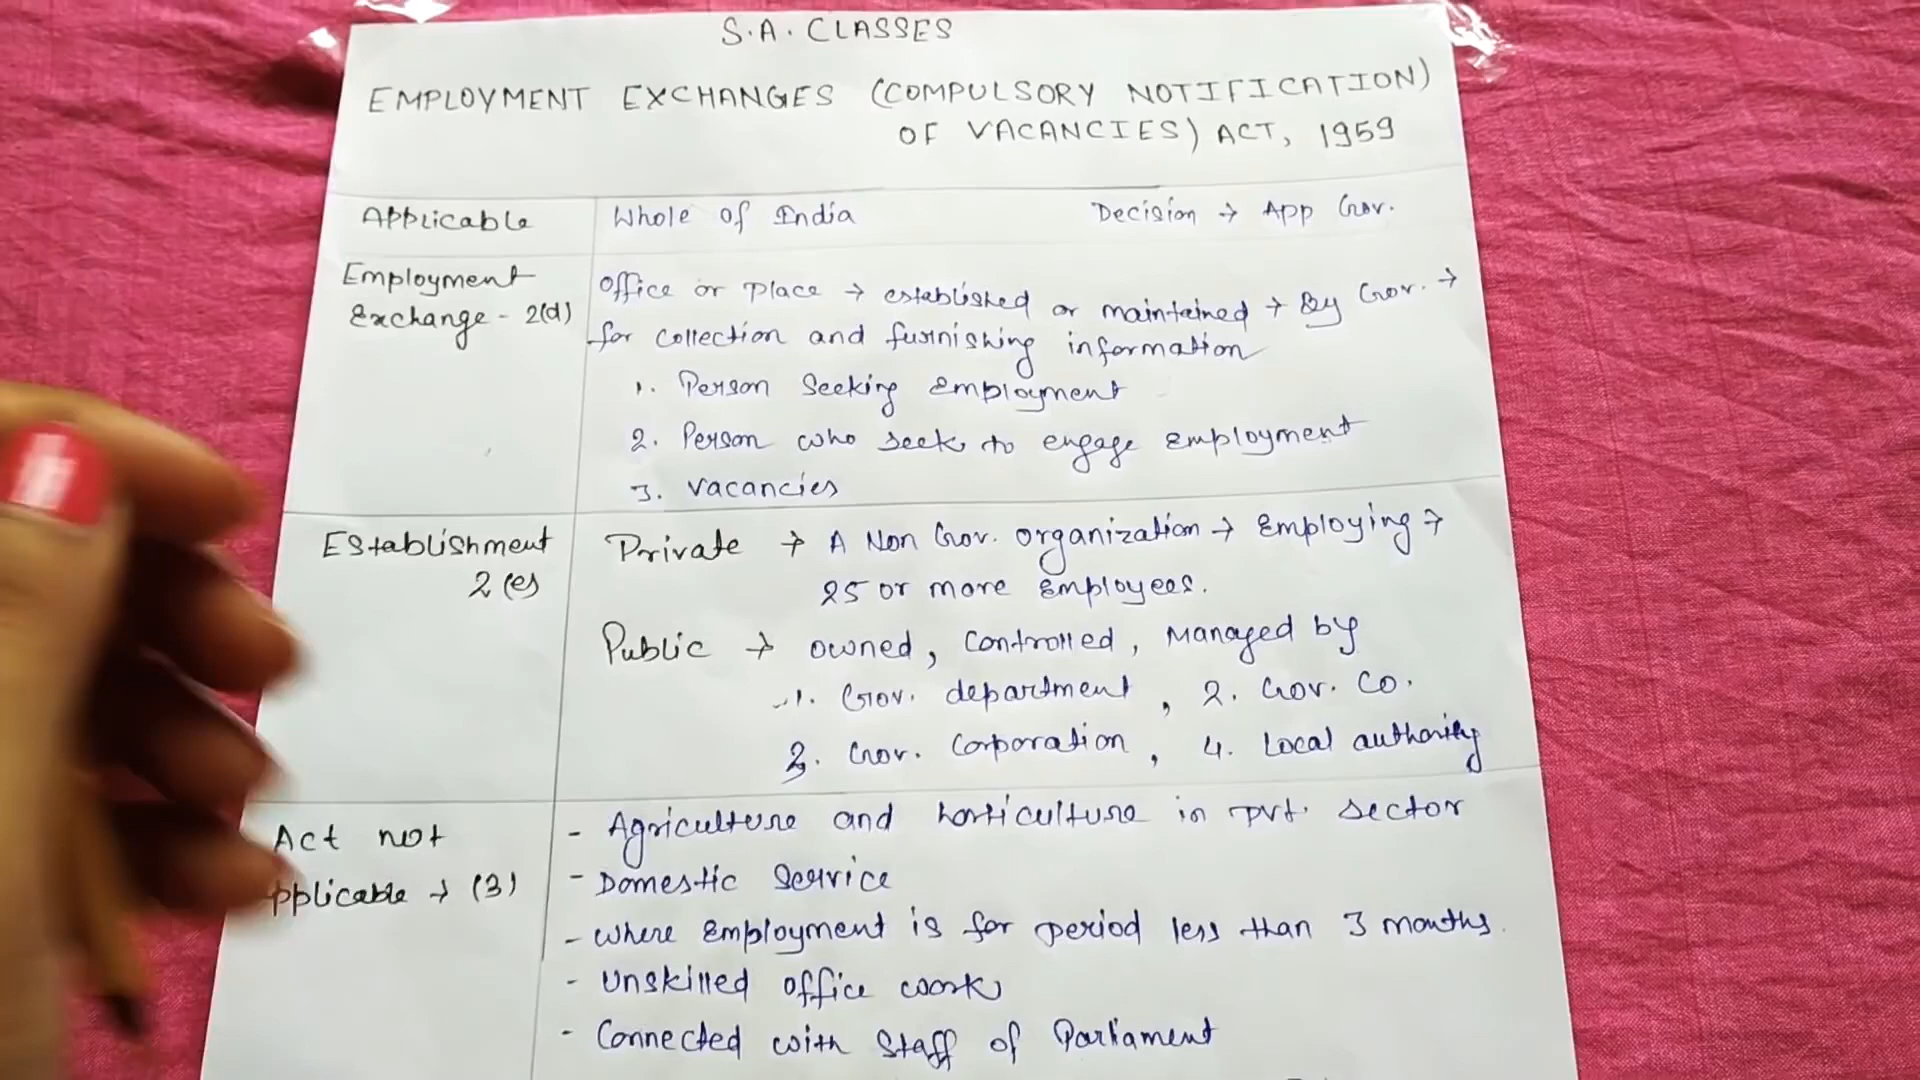 S.A. CLASSES
EMPLOYMENT EXCHANGES (COMPULSORY NOTIFICATION)
OF VACANCIES) ACT, 1959
Applicable
Whole of India
Decision → App Gov.
Employment
Exchange - 2(d)
Office or place → established or maintained → By Gov. →
for collection and furnishing information
1. Person seeking employment
2. Person who seek to engage employment
3. vacancies
Establishment
2(e)
Private → A Non Gov. organization → Employing →
25 or more employees.
Public → owned, controlled, Managed by
1. Gov. department, 2. Gov. Co.
3. Gov. Corporation, 4. Local authority
Act not
pplicable → (3)
- Agriculture and horticulture in pvt. sector
- Domestic Service
- where employment is for period less than 3 months.
- Unskilled office work
- Connected with staff of Parliament